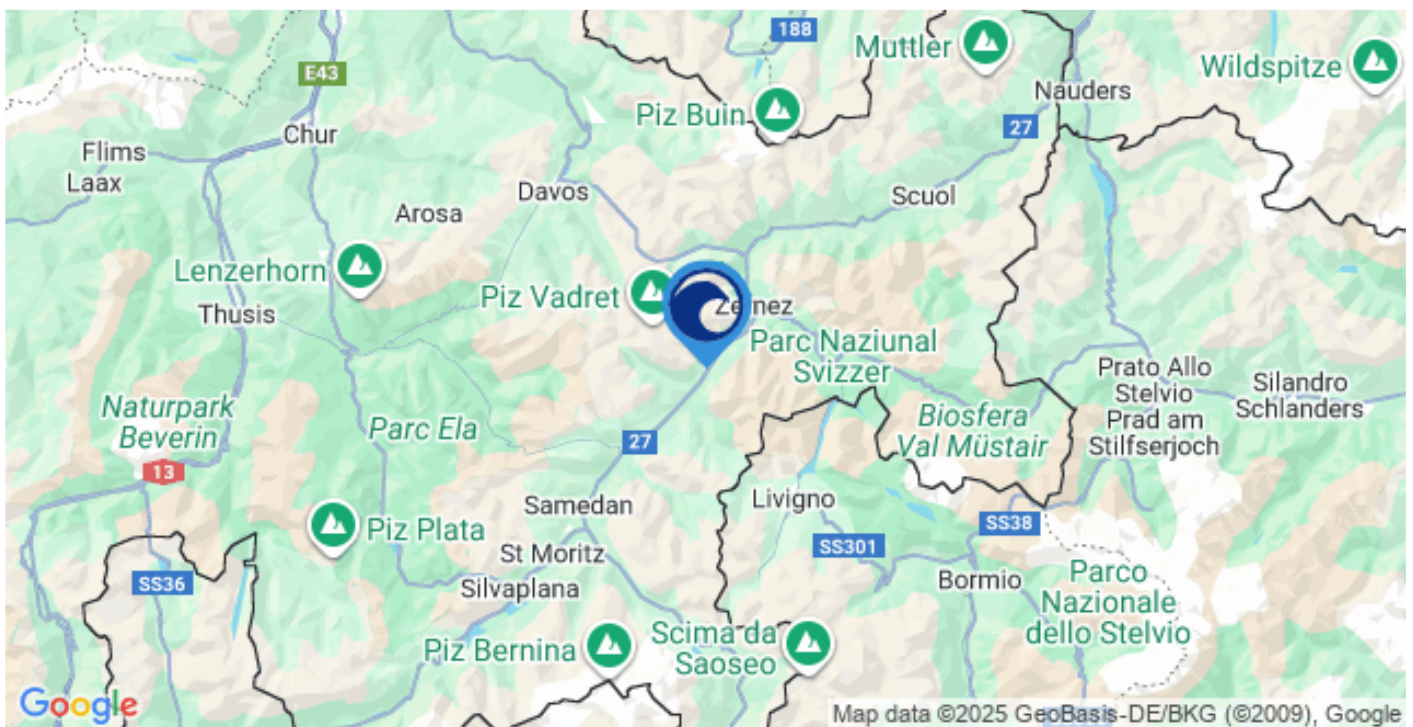 188
Muttler
Wildspitze
E43
Nauders
Piz Buin
27
Chur
Flims
Laax
Davos
Scuol
Arosa
Lenzerhorn
Piz Vadret
Zernez
Thusis
Parc Naziunal
Svizzer
Prato Allo
Stelvio
Prad am
Stilfserjoch
Silandro
Schlanders
Naturpark
Beverin
Parc Ela
Biosfera
Val Müstair
27
13
Samedan
Livigno
Piz Plata
SS38
St Moritz
SS301
SS36
Silvaplana
Bormio
Parco
Nazionale
dello Stelvio
Piz Bernina
Scima da
Saoseo
Google
Map data ©2025 GeoBasis-DE/BKG (©2009), Google